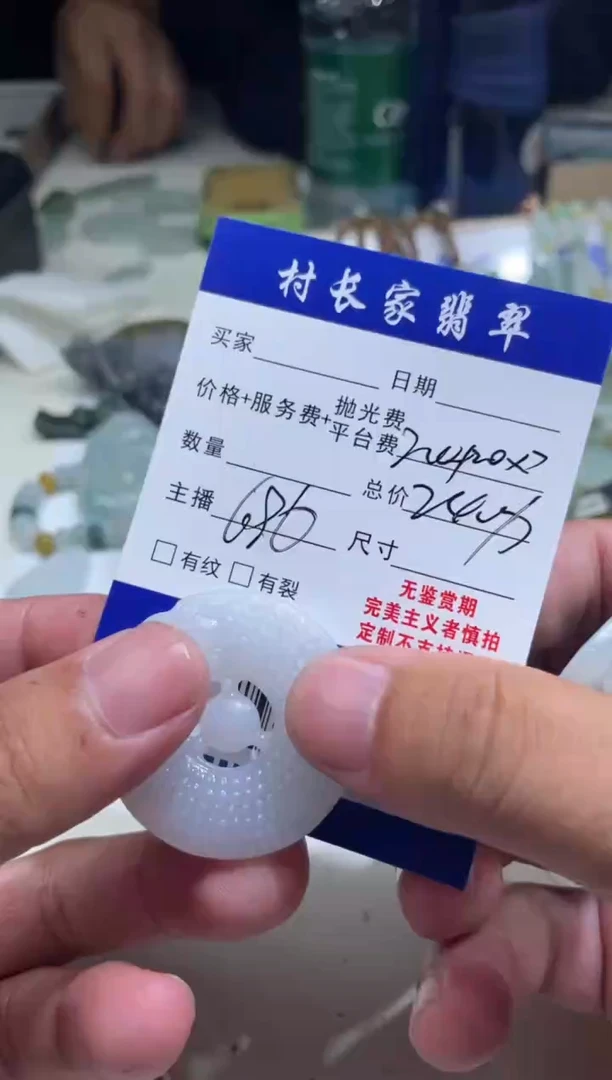 村长家翡翠
买家 日期
价格+服务费+抛光费+平台费
数量 总价
主播 686 尺寸
□有纹 □有裂
无鉴赏期
完美主义者慎拍
定制不支持